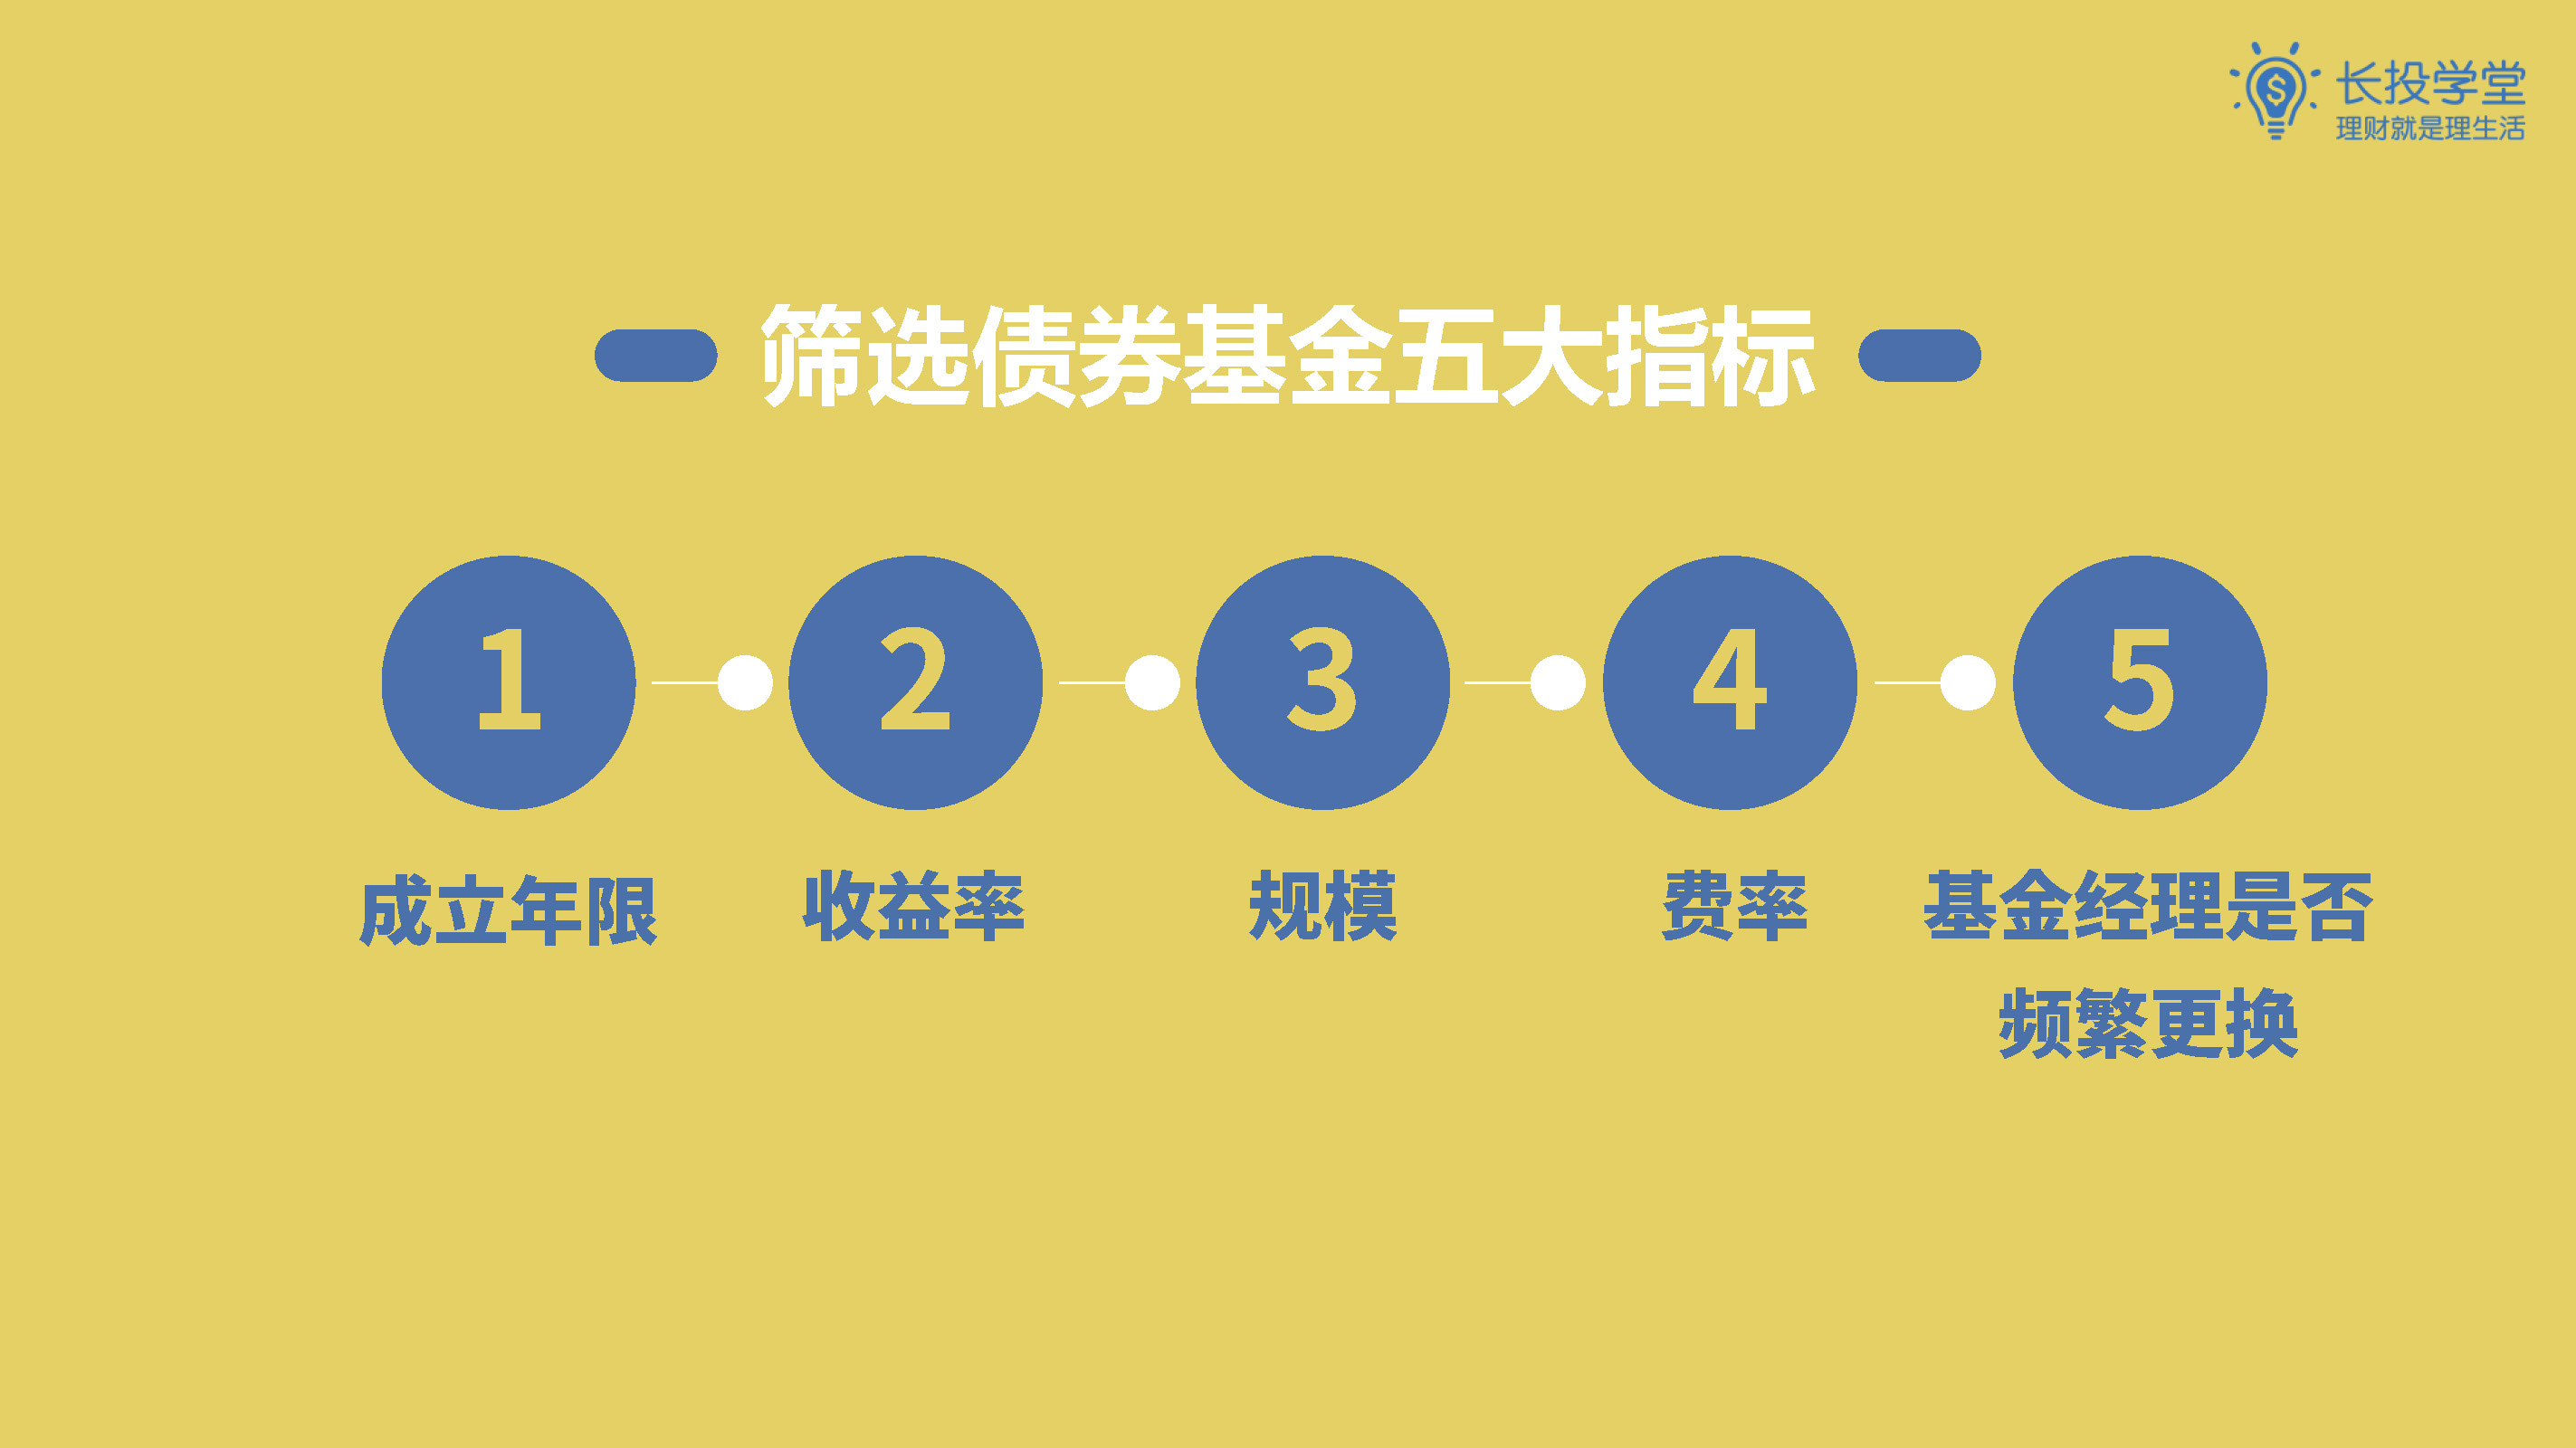 长投学堂
理财就是理生活
筛选债券基金五大指标
1
2
3
4
5
成立年限
收益率
规模
费率
基金经理是否
频繁更换